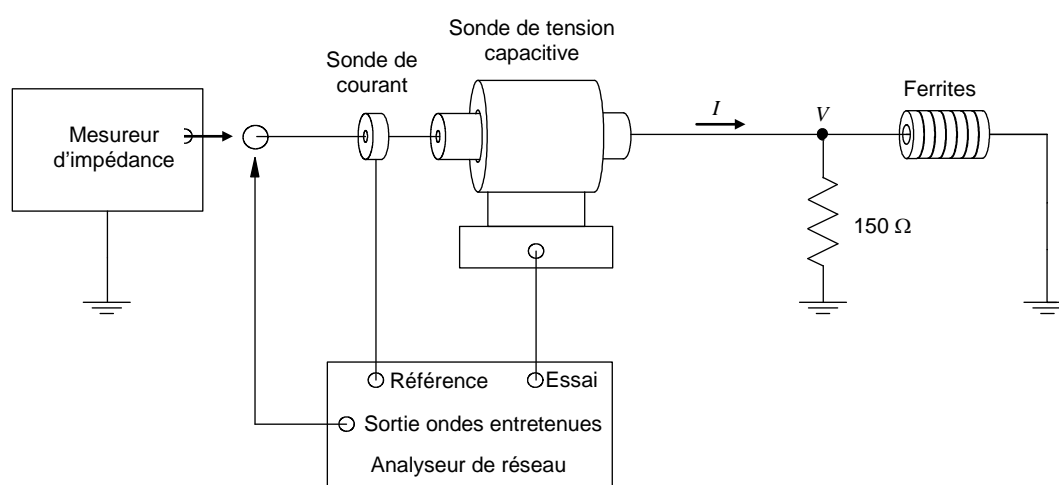 Sonde de tension
capacitive
Sonde de
courant
Ferrites
Mesureur
d'impédance
I
V
150 Ω
Référence
Essai
Sortie ondes entretenues
Analyseur de réseau